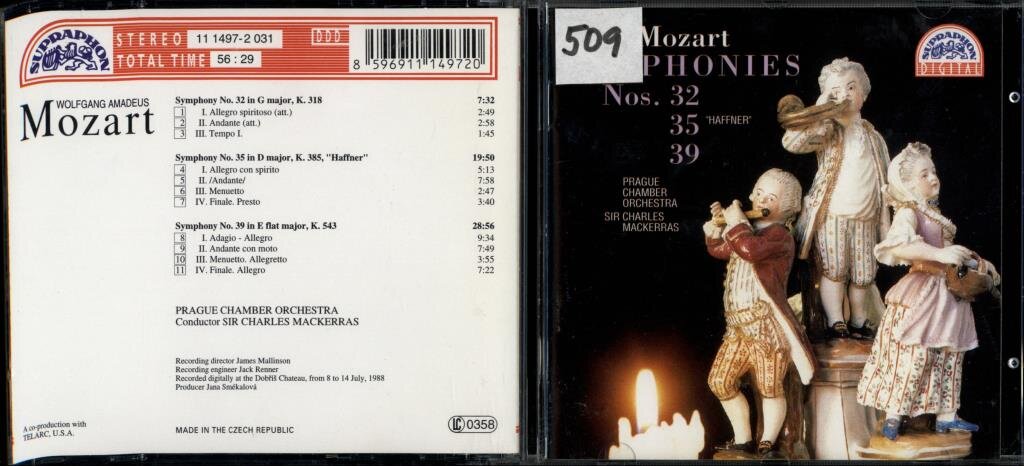 SUPRAPHON
STEREO 11 1497-2 031 DDD
TOTAL TIME 56 : 29
8 596911 149720
WOLFGANG AMADEUS
Mozart
Symphony No. 32 in G major, K. 318 7:32
1 I. Allegro spiritoso (att.) 2:49
2 II. Andante (att.) 2:58
3 III. Tempo I. 1:45
Symphony No. 35 in D major, K. 385, "Haffner" 19:50
4 I. Allegro con spirito 5:13
5 II. /Andante/ 7:58
6 III. Menuetto 2:47
7 IV. Finale. Presto 3:40
Symphony No. 39 in E flat major, K. 543 28:56
8 I. Adagio - Allegro 9:34
9 II. Andante con moto 7:49
10 III. Menuetto. Allegretto 3:55
11 IV. Finale. Allegro 7:22
PRAGUE CHAMBER ORCHESTRA
Conductor SIR CHARLES MACKERRAS
Recording director James Mallinson
Recording engineer Jack Renner
Recorded digitally at the Dobříš Chateau, from 8 to 14 July, 1988
Producer Jana Smékalová
A co-production with
TELARC, U.S.A.
MADE IN THE CZECH REPUBLIC
LC 0358
509
Mozart
PHONIES
Nos. 32
35 "HAFFNER"
39
PRAGUE
CHAMBER
ORCHESTRA
SIR CHARLES
MACKERRAS
SUPRAPHON
DIGITAL